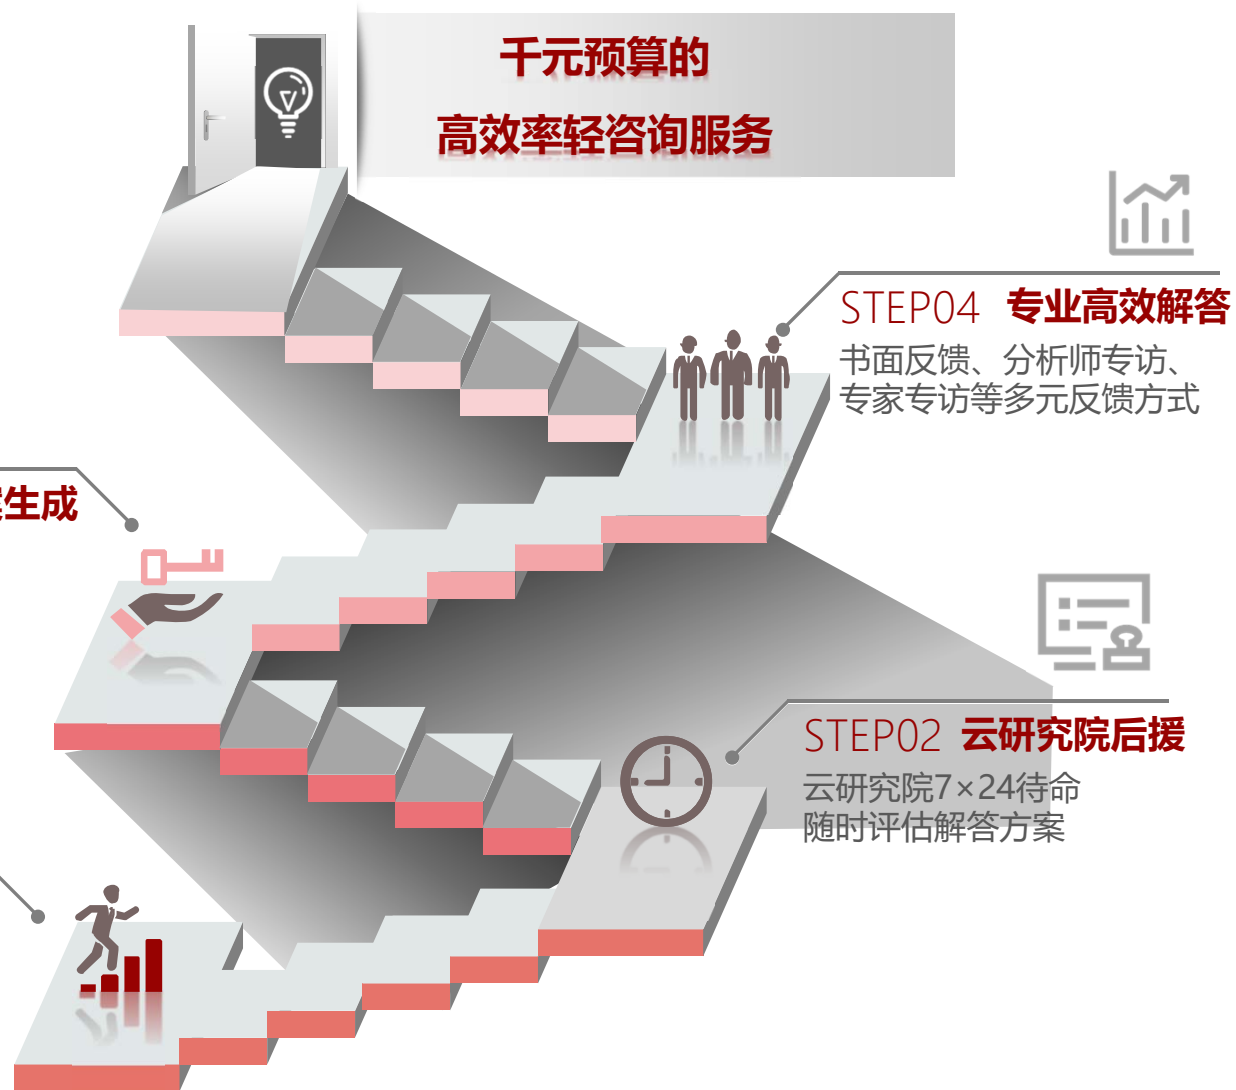 千元预算的
高效率轻咨询服务
STEP04 专业高效解答
书面反馈、分析师专访、
专家专访等多元反馈方式
生成
STEP02 云研究院后援
云研究院7×24待命
随时评估解答方案